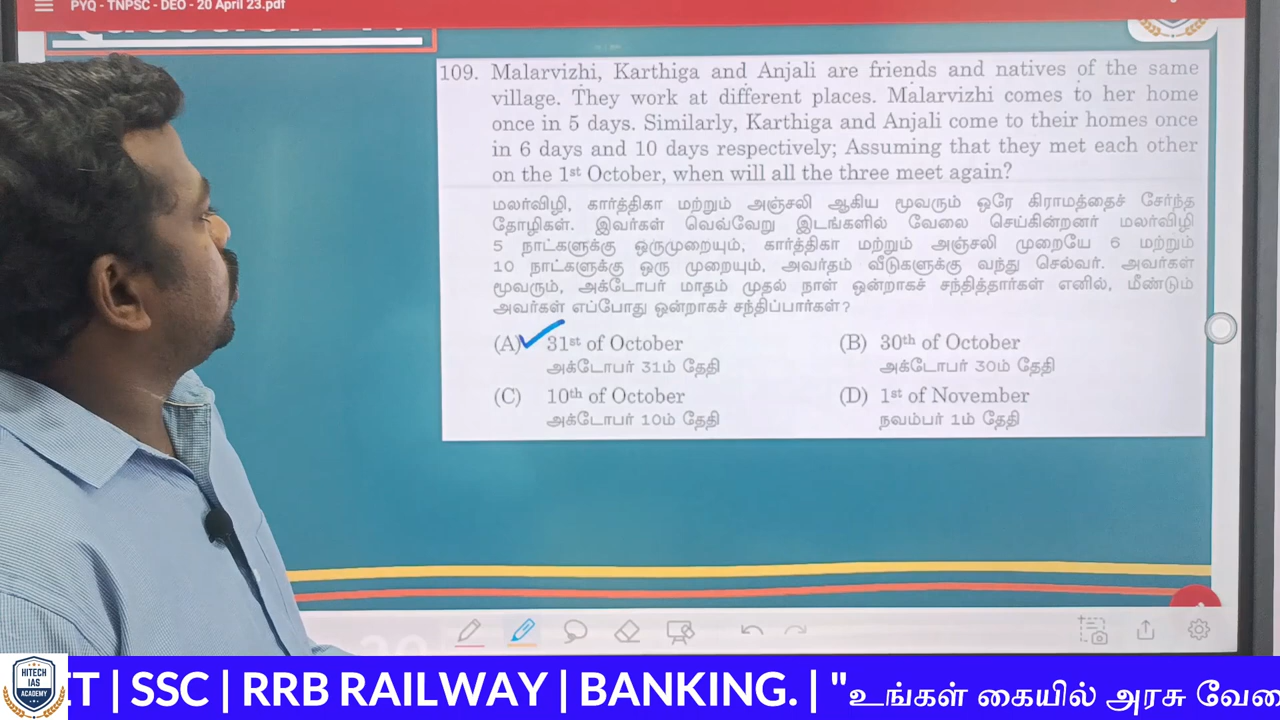 PYQ - TNPSC - DEO - 20 April 23.pdf
109. Malarvizhi, Karthiga and Anjali are friends and natives of the same
village. They work at different places. Malarvizhi comes to her home
once in 5 days. Similarly, Karthiga and Anjali come to their homes once
in 6 days and 10 days respectively; Assuming that they met each other
on the 1st October, when will all the three meet again?
மலர்விழி, கார்த்திகா மற்றும் அஞ்சலி ஆகிய மூவரும் ஒரே கிராமத்தைச் சேர்ந்த
தோழிகள். இவர்கள் வெவ்வேறு இடங்களில் வேலை செய்கின்றனர் மலர்விழி
5 நாட்களுக்கு ஒருமுறையும், கார்த்திகா மற்றும் அஞ்சலி முறையே 6 மற்றும்
10 நாட்களுக்கு ஒரு முறையும், அவர்தம் வீடுகளுக்கு வந்து செல்வர். அவர்கள்
மூவரும், அக்டோபர் மாதம் முதல் நாள் ஒன்றாகச் சந்தித்தார்கள் எனில், மீண்டும்
அவர்கள் எப்போது ஒன்றாகச் சந்திப்பார்கள்?
(A) 31st of October
அக்டோபர் 31ம் தேதி
(B) 30th of October
அக்டோபர் 30ம் தேதி
(C) 10th of October
அக்டோபர் 10ம் தேதி
(D) 1st of November
நவம்பர் 1ம் தேதி
HITECH
IAS
ACADEMY
| SSC | RRB RAILWAY | BANKING. | "உங்கள் கையில் அரசு